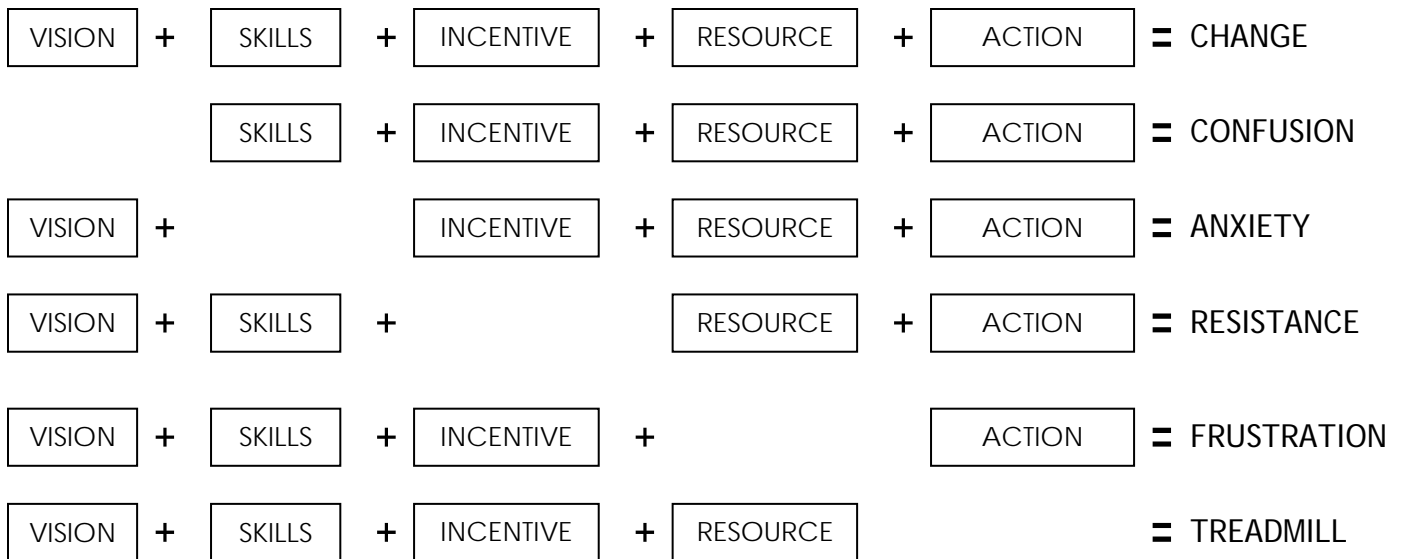 VISION + SKILLS + INCENTIVE + RESOURCE + ACTION = CHANGE
SKILLS + INCENTIVE + RESOURCE + ACTION = CONFUSION
VISION + INCENTIVE + RESOURCE + ACTION = ANXIETY
VISION + SKILLS + RESOURCE + ACTION = RESISTANCE
VISION + SKILLS + INCENTIVE + ACTION = FRUSTRATION
VISION + SKILLS + INCENTIVE + RESOURCE = TREADMILL